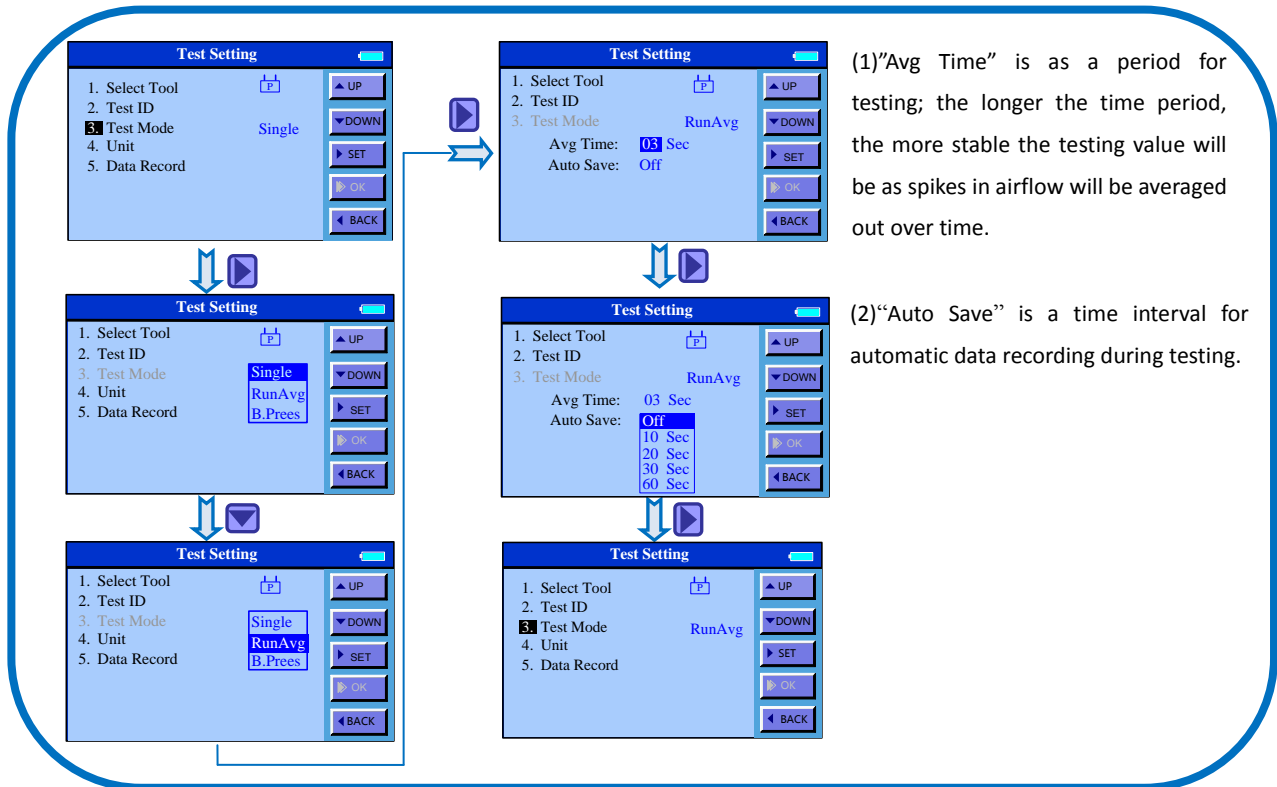 Test Setting
1. Select Tool P
2. Test ID
3. Test Mode Single
4. Unit
5. Data Record
UP
DOWN
SET
OK
BACK
Test Setting
1. Select Tool P
2. Test ID
3. Test Mode
4. Unit
5. Data Record
Single
RunAvg
B.Prees
UP
DOWN
SET
OK
BACK
Test Setting
1. Select Tool P
2. Test ID
3. Test Mode
4. Unit
5. Data Record
Single
RunAvg
B.Prees
UP
DOWN
SET
OK
BACK
Test Setting
1. Select Tool P
2. Test ID
3. Test Mode RunAvg
Avg Time: 03 Sec
Auto Save: Off
UP
DOWN
SET
OK
BACK
Test Setting
1. Select Tool P
2. Test ID
3. Test Mode RunAvg
Avg Time: 03 Sec
Auto Save: Off
10 Sec
20 Sec
30 Sec
60 Sec
UP
DOWN
SET
OK
BACK
Test Setting
1. Select Tool P
2. Test ID
3. Test Mode RunAvg
4. Unit
5. Data Record
UP
DOWN
SET
OK
BACK
(1)”Avg Time” is as a period for
testing; the longer the time period,
the more stable the testing value will
be as spikes in airflow will be averaged
out over time.
(2)“Auto Save” is a time interval for
automatic data recording during testing.